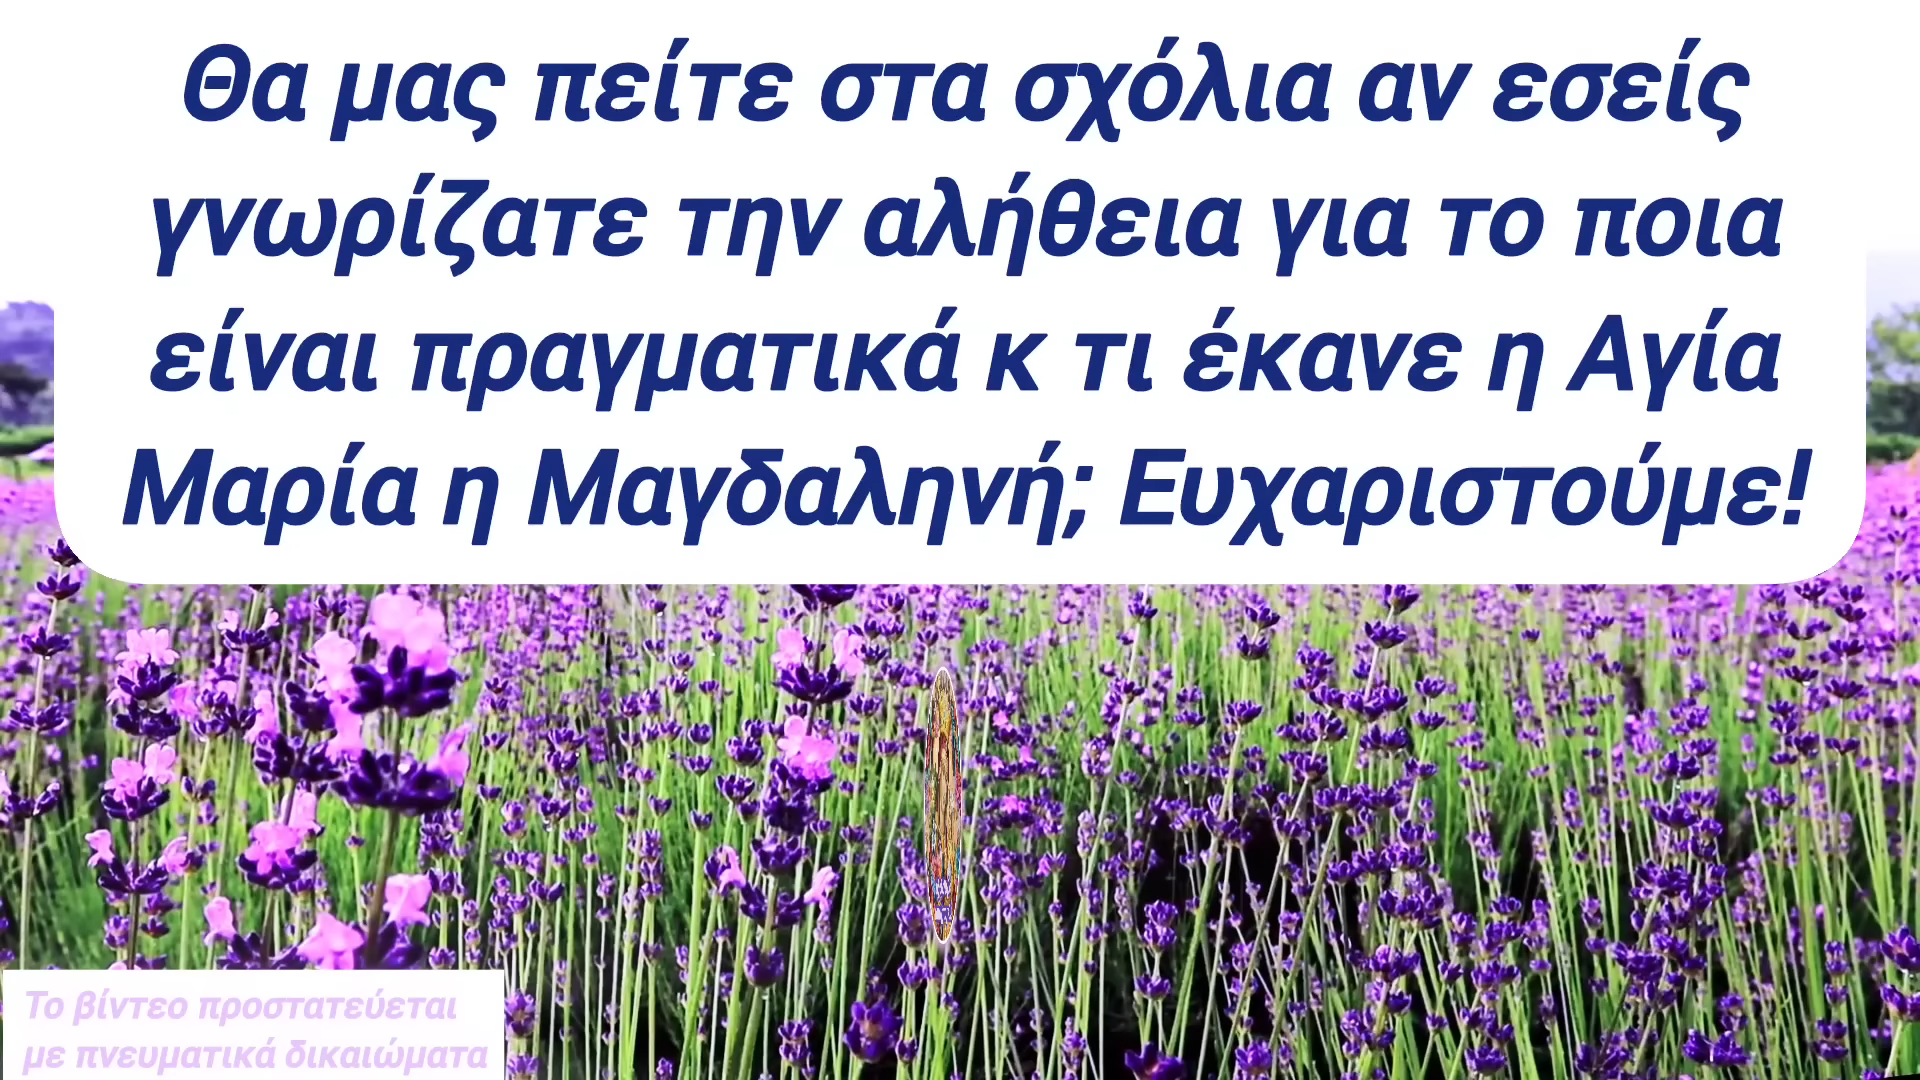 Θα μας πείτε στα σχόλια αν εσείς
γνωρίζατε την αλήθεια για το ποια
είναι πραγματικά κ τι έκανε η Αγία
Μαρία η Μαγδαληνή; Ευχαριστούμε!
Το βίντεο προστατεύεται
με πνευματικά δικαιώματα